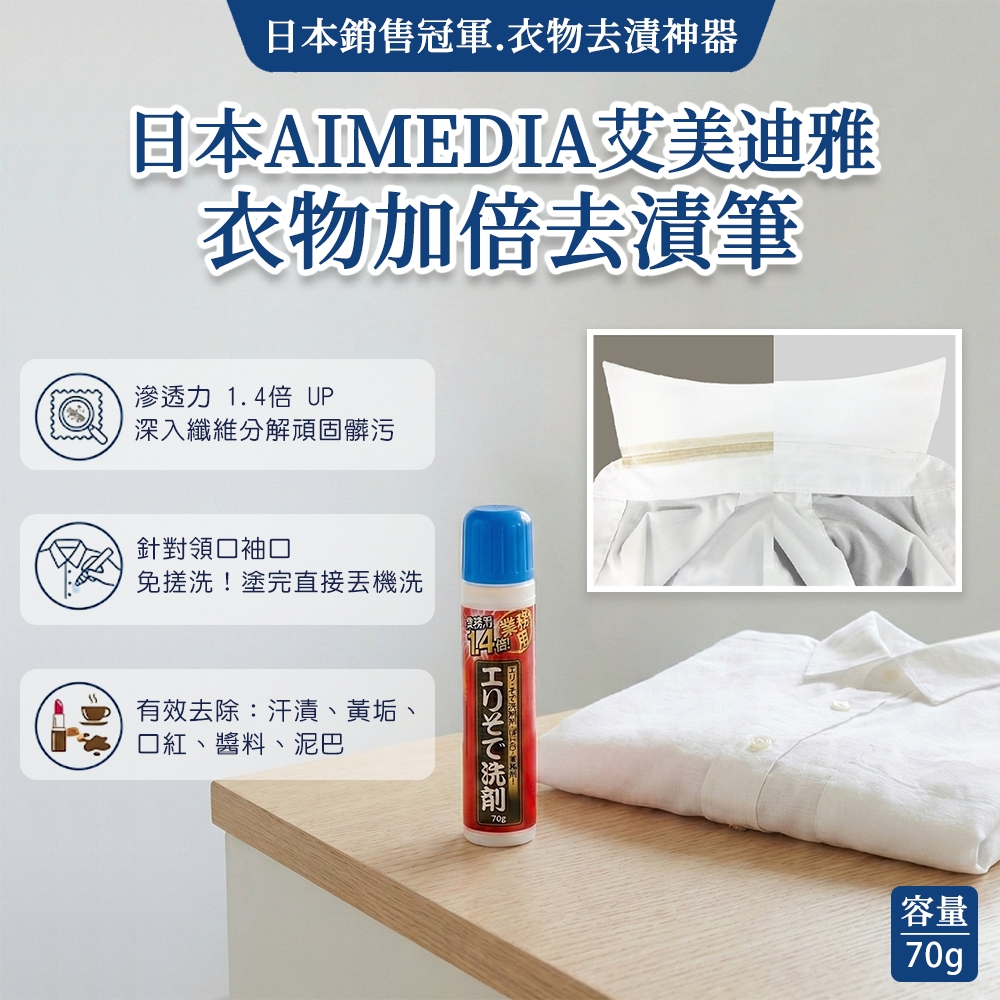 日本銷售冠軍.衣物去漬神器
日本AIMEDIA艾美迪雅
衣物加倍去漬筆
滲透力 1.4倍 UP
深入纖維分解頑固髒污
針對領口袖口
免搓洗！塗完直接丟機洗
有效去除：汗漬、黃垢、
口紅、醬料、泥巴
業務用
1.4倍!
業務用
エリそで洗剤
70g
容量
70g